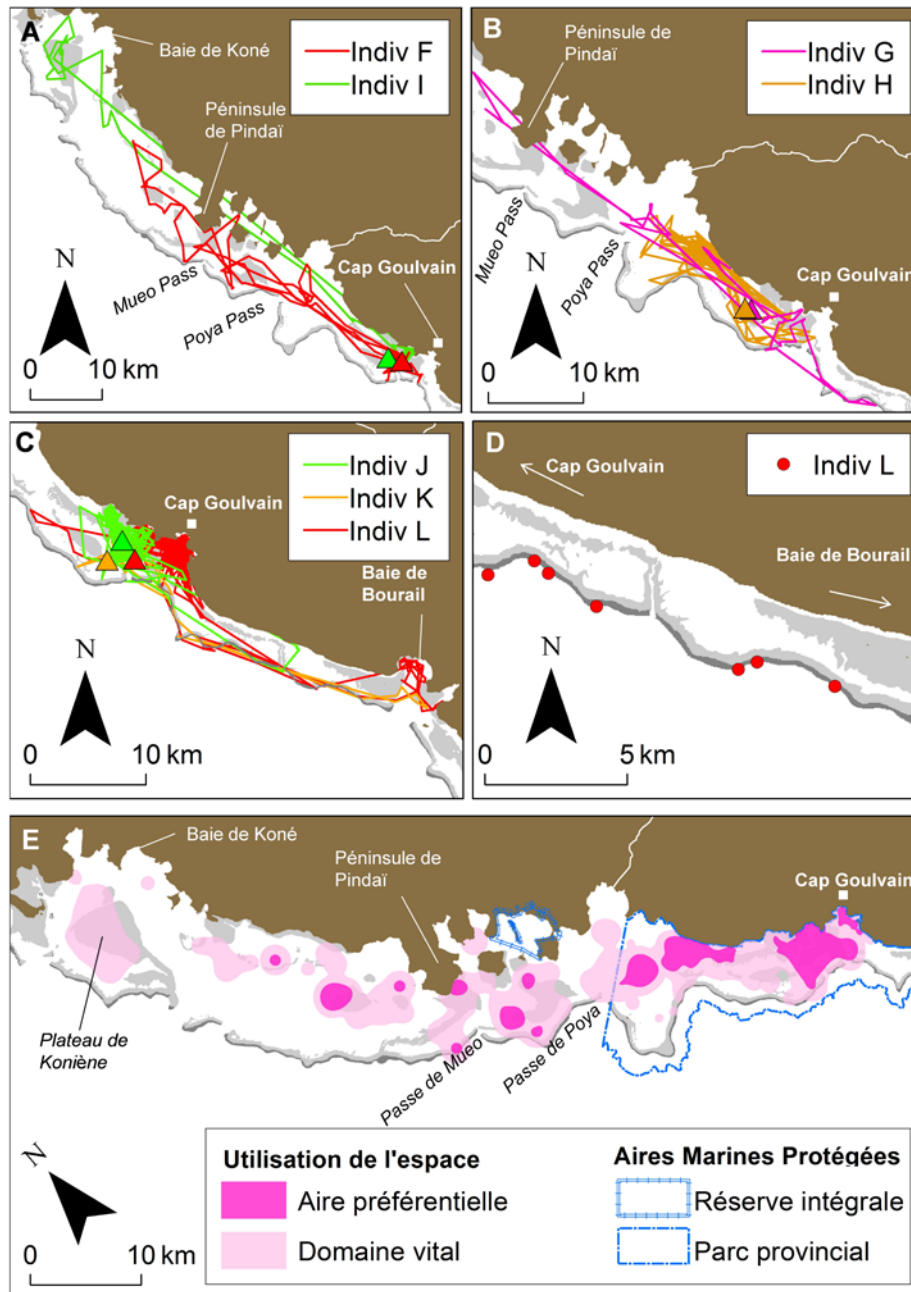 A
Baie de Koné
Indiv F
Indiv I
Péninsule
de Pindaï
Mueo Pass
Poya Pass
Cap Goulvain
N
0 10 km
B
Péninsule de
Pindaï
Indiv G
Indiv H
Mueo Pass
Poya Pass
Cap Goulvain
N
0 10 km
C
Indiv J
Indiv K
Indiv L
Cap Goulvain
Baie de
Bourail
N
0 10 km
D
Indiv L
Cap Goulvain
Baie de Bourail
N
0 5 km
E
Baie de Koné
Péninsule de
Pindaï
Cap Goulvain
Plateau de
Koniène
Passe de Mueo
Passe de Poya
N
0 10 km
Utilisation de l'espace
Aire préférentielle
Domaine vital
Aires Marines Protégées
Réserve intégrale
Parc provincial